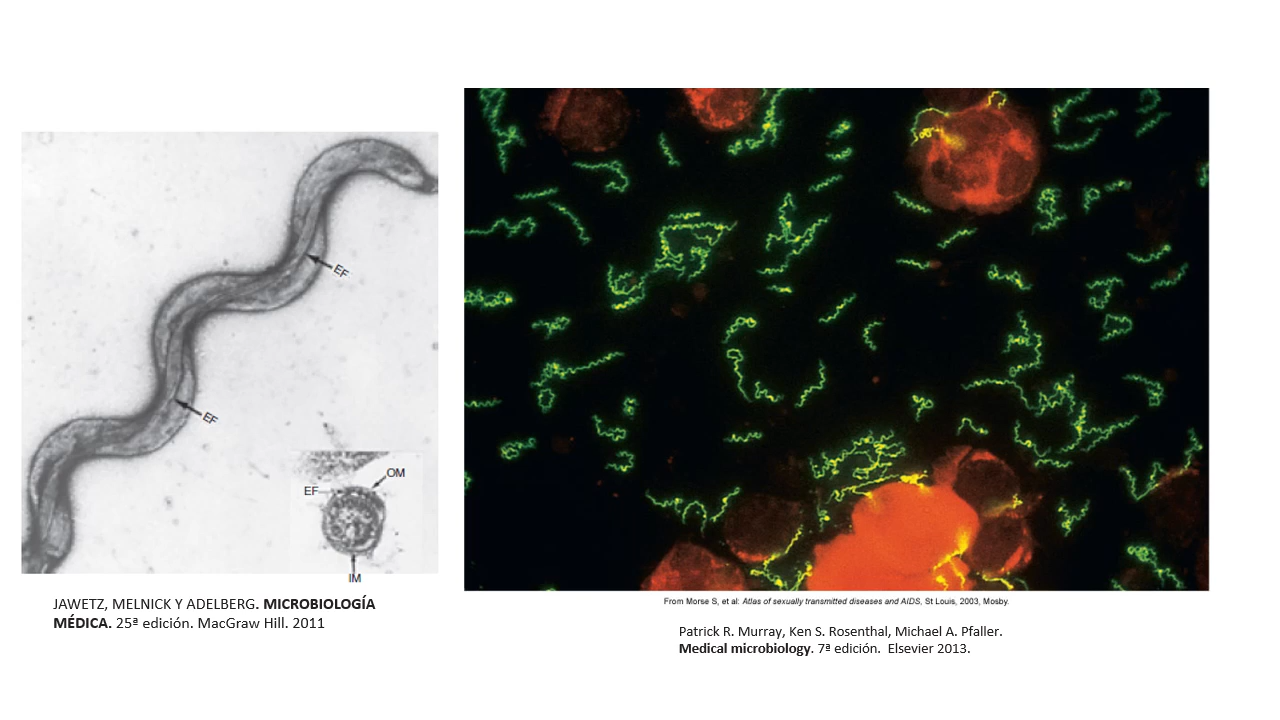 EF
EF
OM
EF
IM
JAWETZ, MELNICK Y ADELBERG. MICROBIOLOGÍA
MÉDICA. 25ª edición. MacGraw Hill. 2011
From Morse S, et al: Atlas of sexually transmitted diseases and AIDS, St Louis, 2003, Mosby.
Patrick R. Murray, Ken S. Rosenthal, Michael A. Pfaller.
Medical microbiology. 7ª edición. Elsevier 2013.